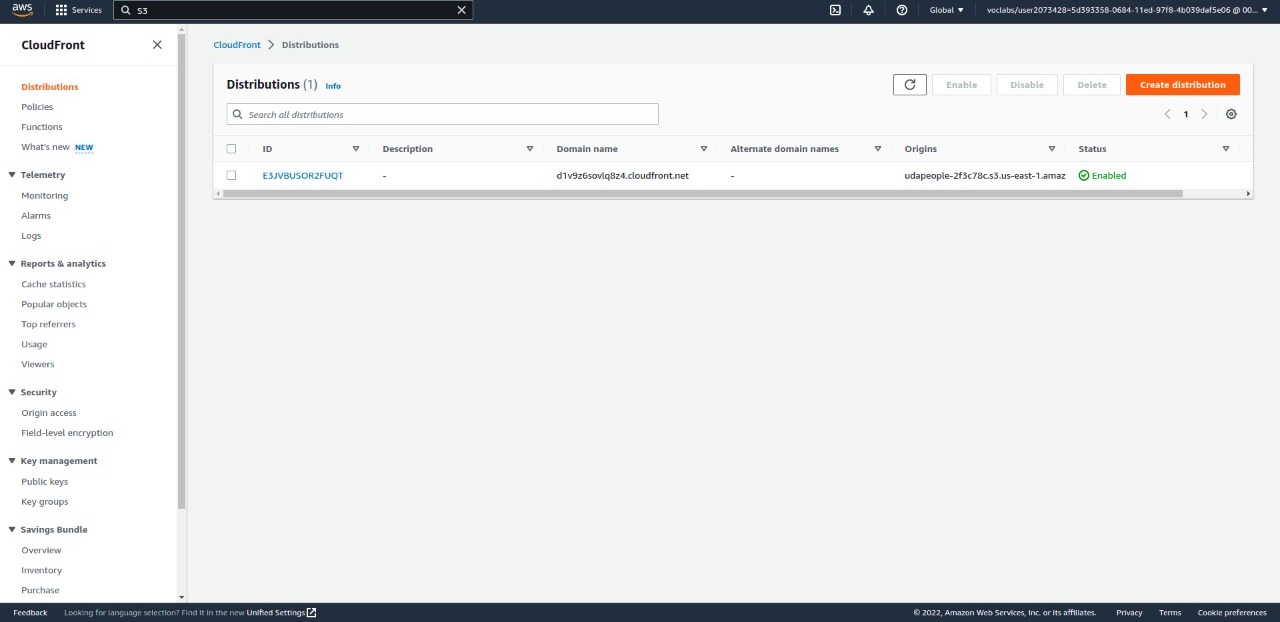 aws Services S3 Global voclabs/user2073428=5d393358-0684-11ed-97f8-4b039daf5e06 @ 00...
CloudFront
Distributions
Policies
Functions
What's new NEW
Telemetry
Monitoring
Alarms
Logs
Reports & analytics
Cache statistics
Popular objects
Top referrers
Usage
Viewers
Security
Origin access
Field-level encryption
Key management
Public keys
Key groups
Savings Bundle
Overview
Inventory
Purchase
CloudFront > Distributions
Distributions (1) Info Enable Disable Delete Create distribution
Search all distributions 1
ID Description Domain name Alternate domain names Origins Status
E3JVBUSOR2FUQT - d1v9z6sovlq8z4.cloudfront.net - udapeople-2f3c78c.s3.us-east-1.amaz Enabled
Feedback Looking for language selection? Find it in the new Unified Settings © 2022, Amazon Web Services, Inc. or its affiliates. Privacy Terms Cookie preferences